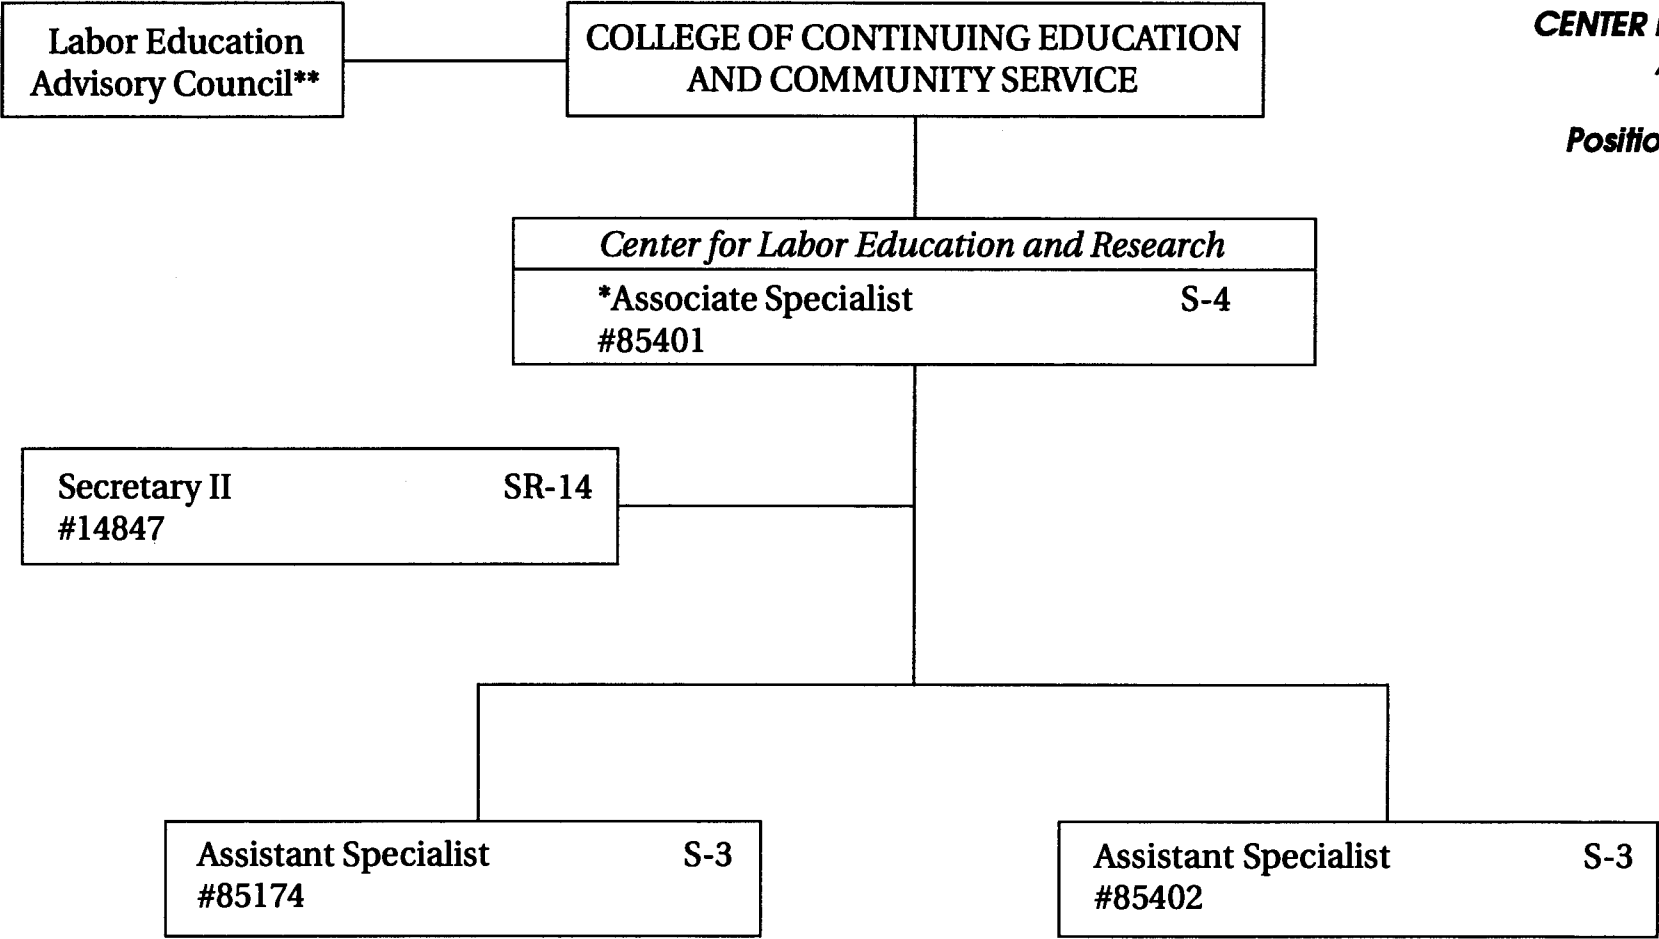 Labor Education
Advisory Council**
COLLEGE OF CONTINUING EDUCATION
AND COMMUNITY SERVICE
CENTER
Center for Labor Education and Research
*Associate Specialist S-4
#85401
Secretary II SR-14
#14847
Assistant Specialist S-3
#85174
Assistant Specialist S-3
#85402